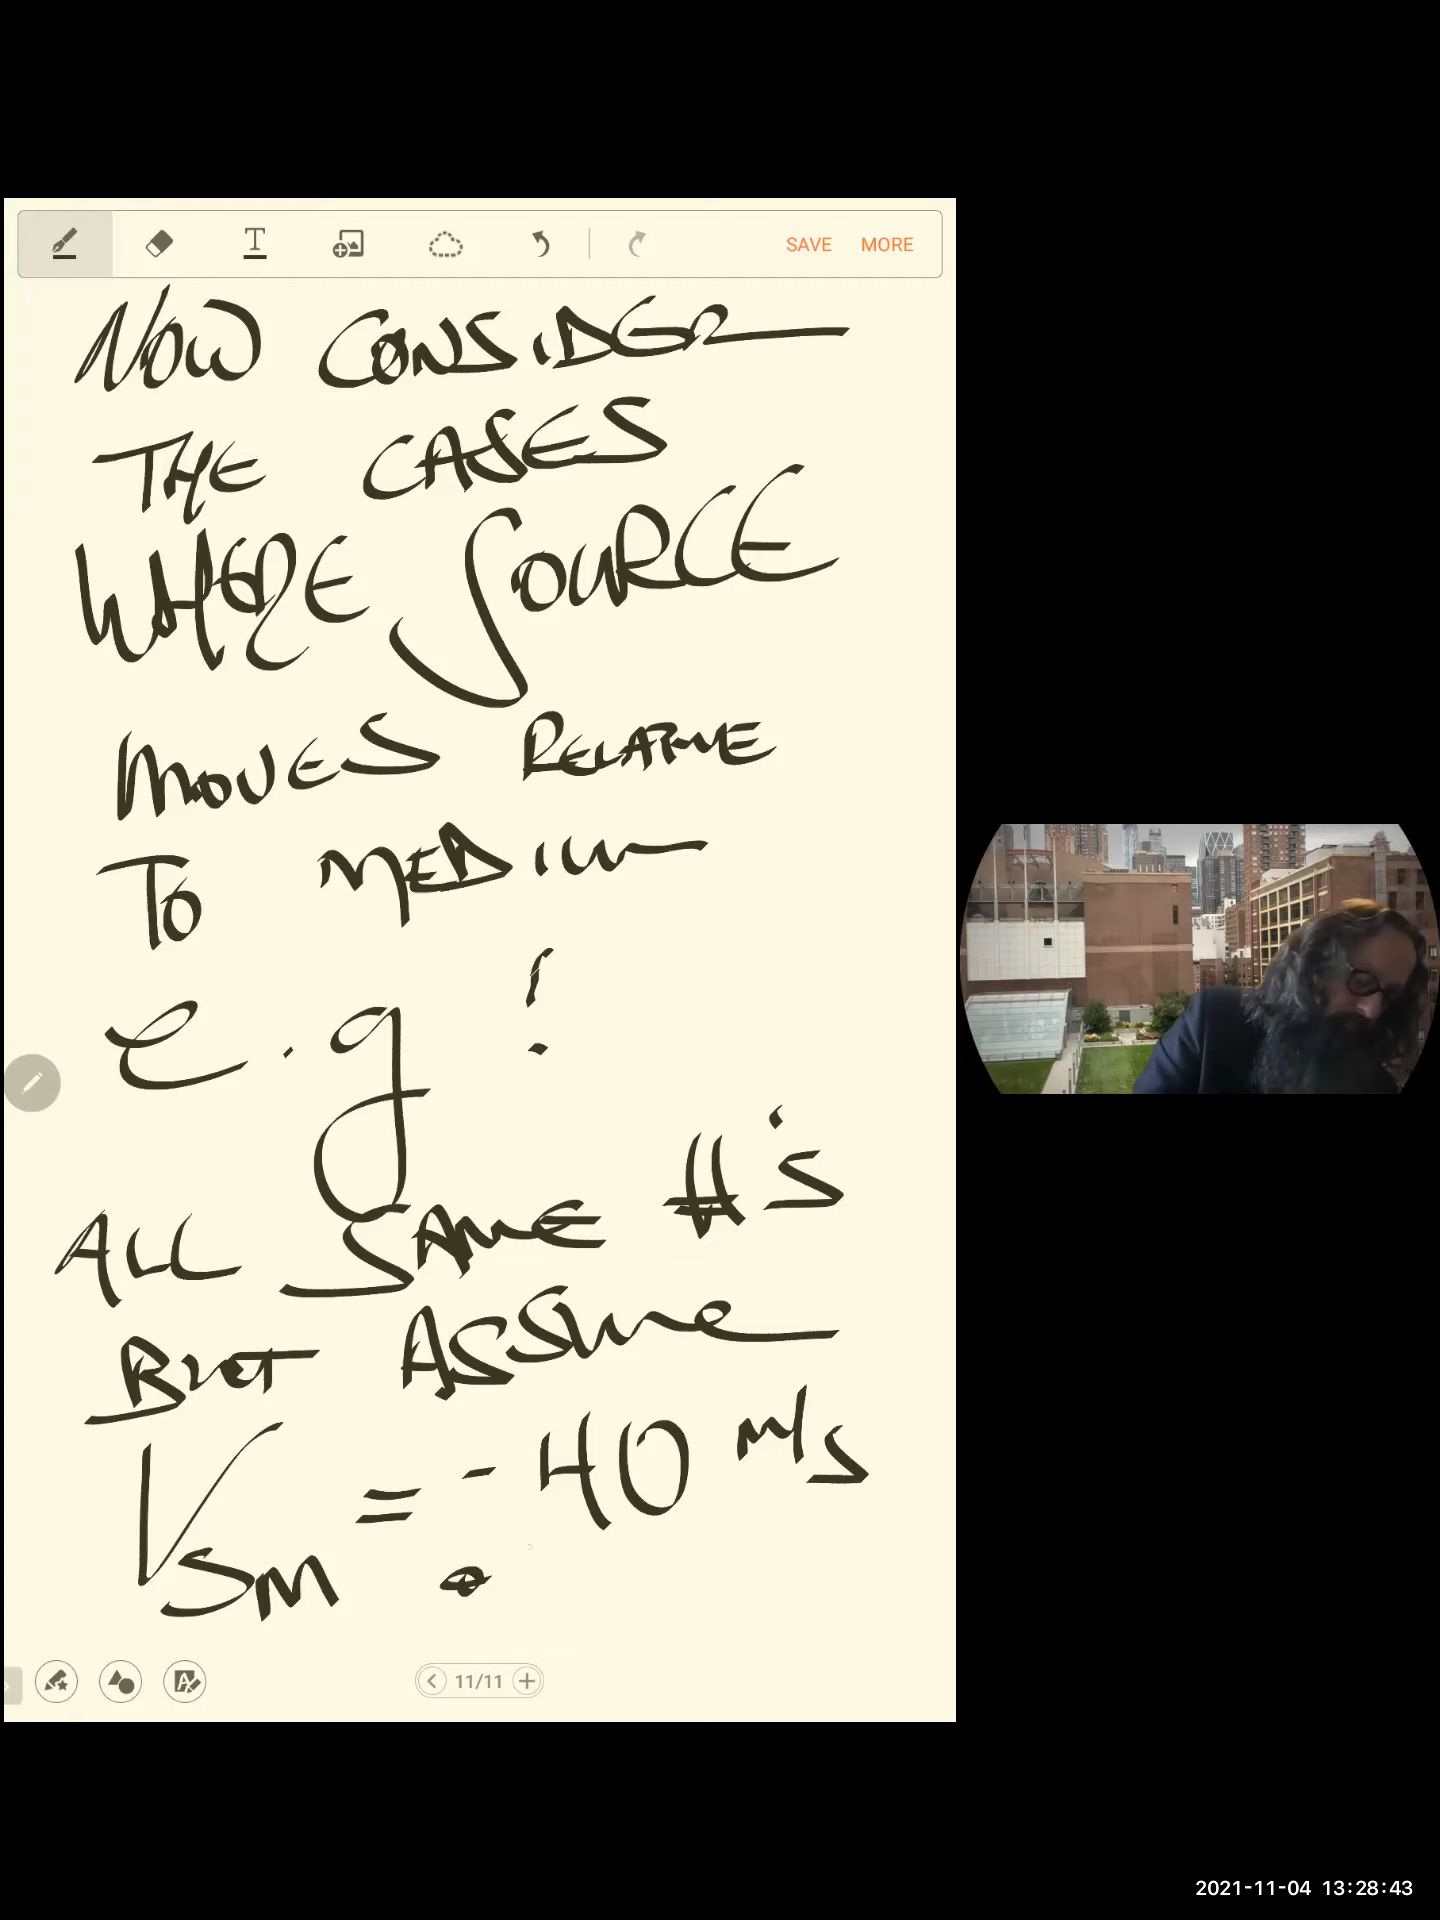 T SAVE MORE
NOW CONSIDER
THE CASES
WHERE SOURCE
MOVES RELATIVE
TO MEDIUM
e.g:
ALL SAME #'s
BUT ASSUME
VSM = -40 m/s
11/11
2021-11-04 13:28:43